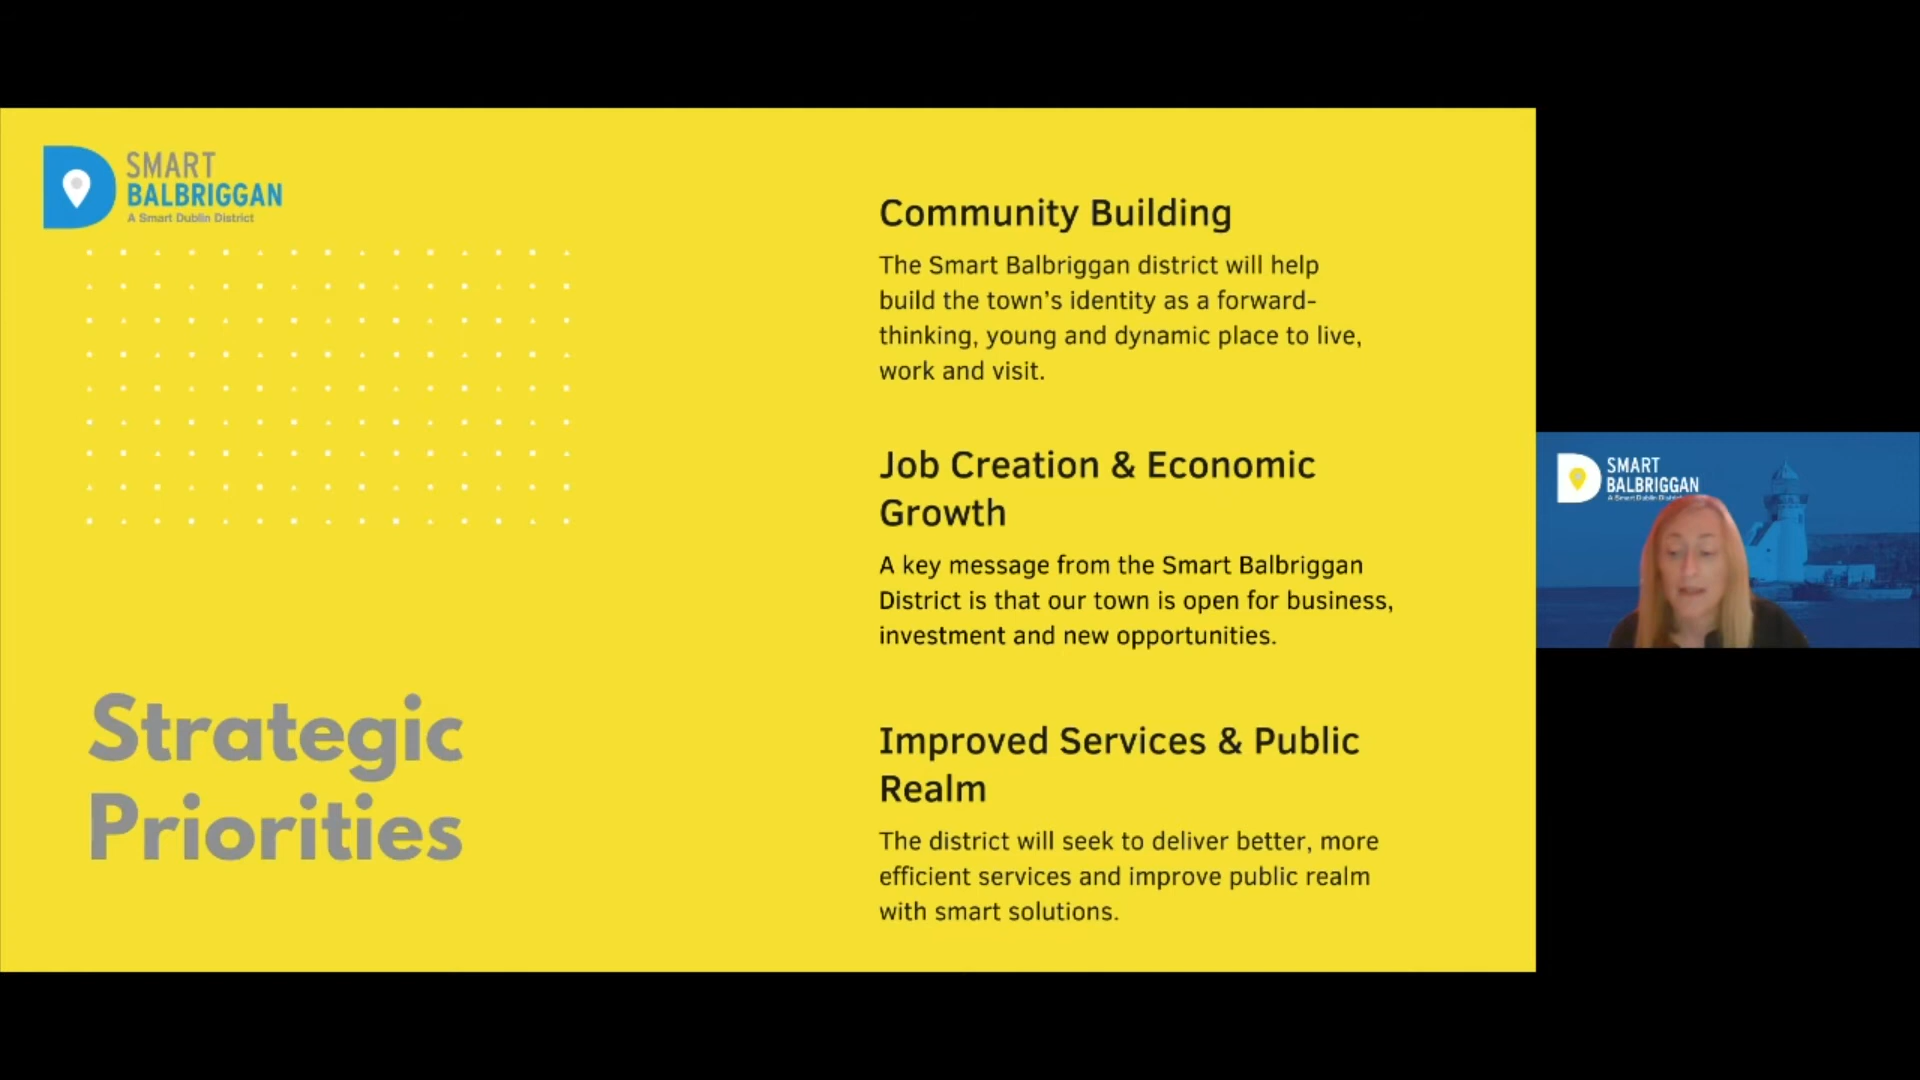 SMART
BALBRIGGAN
A Smart Dublin District
Strategic
Priorities
Community Building
The Smart Balbriggan district will help
build the town's identity as a forward-
thinking, young and dynamic place to live,
work and visit.
Job Creation & Economic
Growth
A key message from the Smart Balbriggan
District is that our town is open for business,
investment and new opportunities.
Improved Services & Public
Realm
The district will seek to deliver better, more
efficient services and improve public realm
with smart solutions.
SMART
BALBRIGGAN
A Smart Dublin District